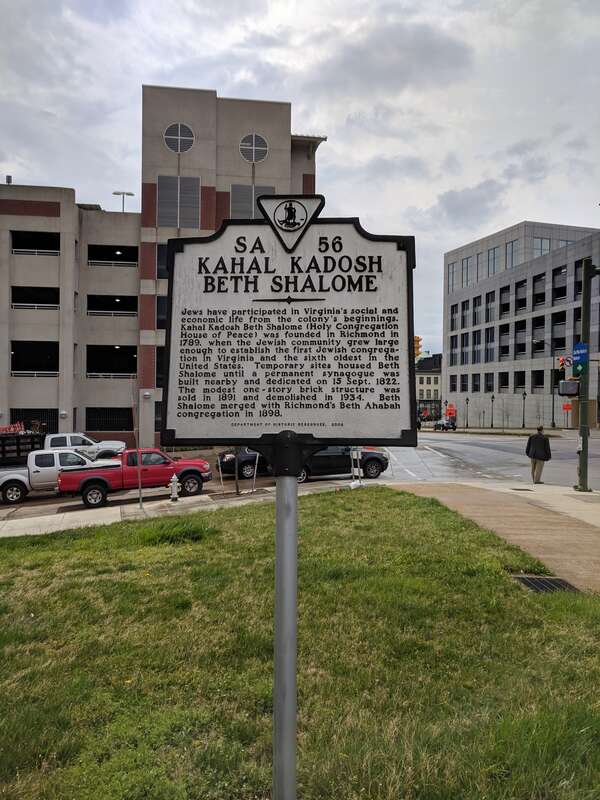 SA 56
KAHAL KADOSH
BETH SHALOME
Jews have participated in Virginia's social and
economic life from the colony's beginnings.
Kahal Kadosh Beth Shalome (Holy Congregation
House of Peace) was founded in Richmond in
1789, when the Jewish community grew large
enough to establish the first Jewish congrega-
tion in Virginia and the sixth oldest in the
United States. Temporary sites housed Beth
Shalome until a permanent synagogue was
built nearby and dedicated on 15 Sept. 1822.
The modest one-story brick structure was
sold in 1891 and demolished in 1934. Beth
Shalome merged with Richmond's Beth Ahabah
congregation in 1898.
DEPARTMENT OF HISTORIC RESOURCES, 2004